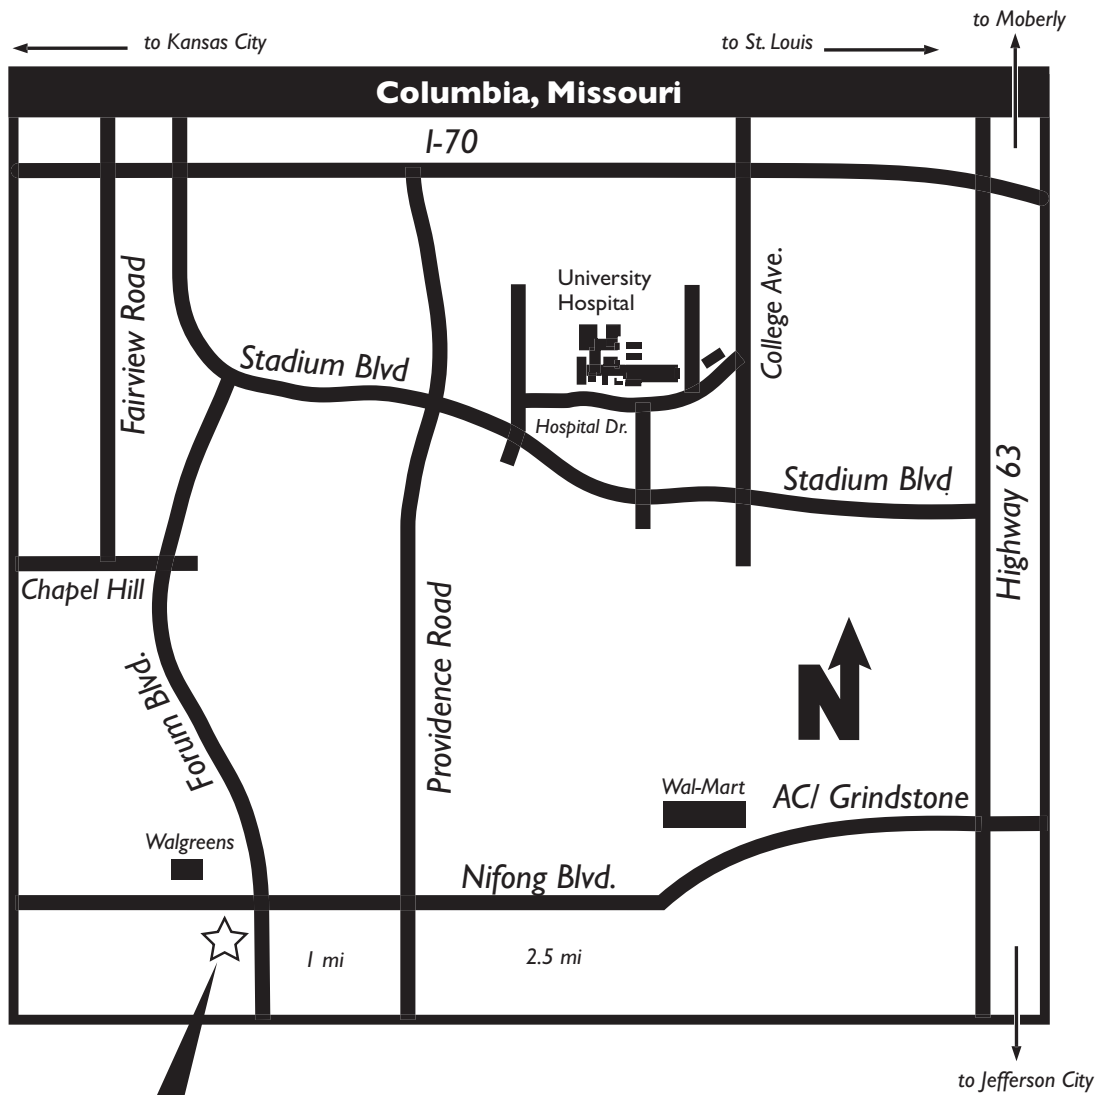 to Moberly
to Kansas City
to St. Louis
Columbia, Missouri
I-70
Fairview Road
College Ave.
University
Hospital
Stadium Blvd
Hospital Dr.
Stadium Blvd
Highway 63
Chapel Hill
Providence Road
Forum Blvd.
N
Wal-Mart
AC/ Grindstone
Walgreens
Nifong Blvd.
1 mi
2.5 mi
to Jefferson City